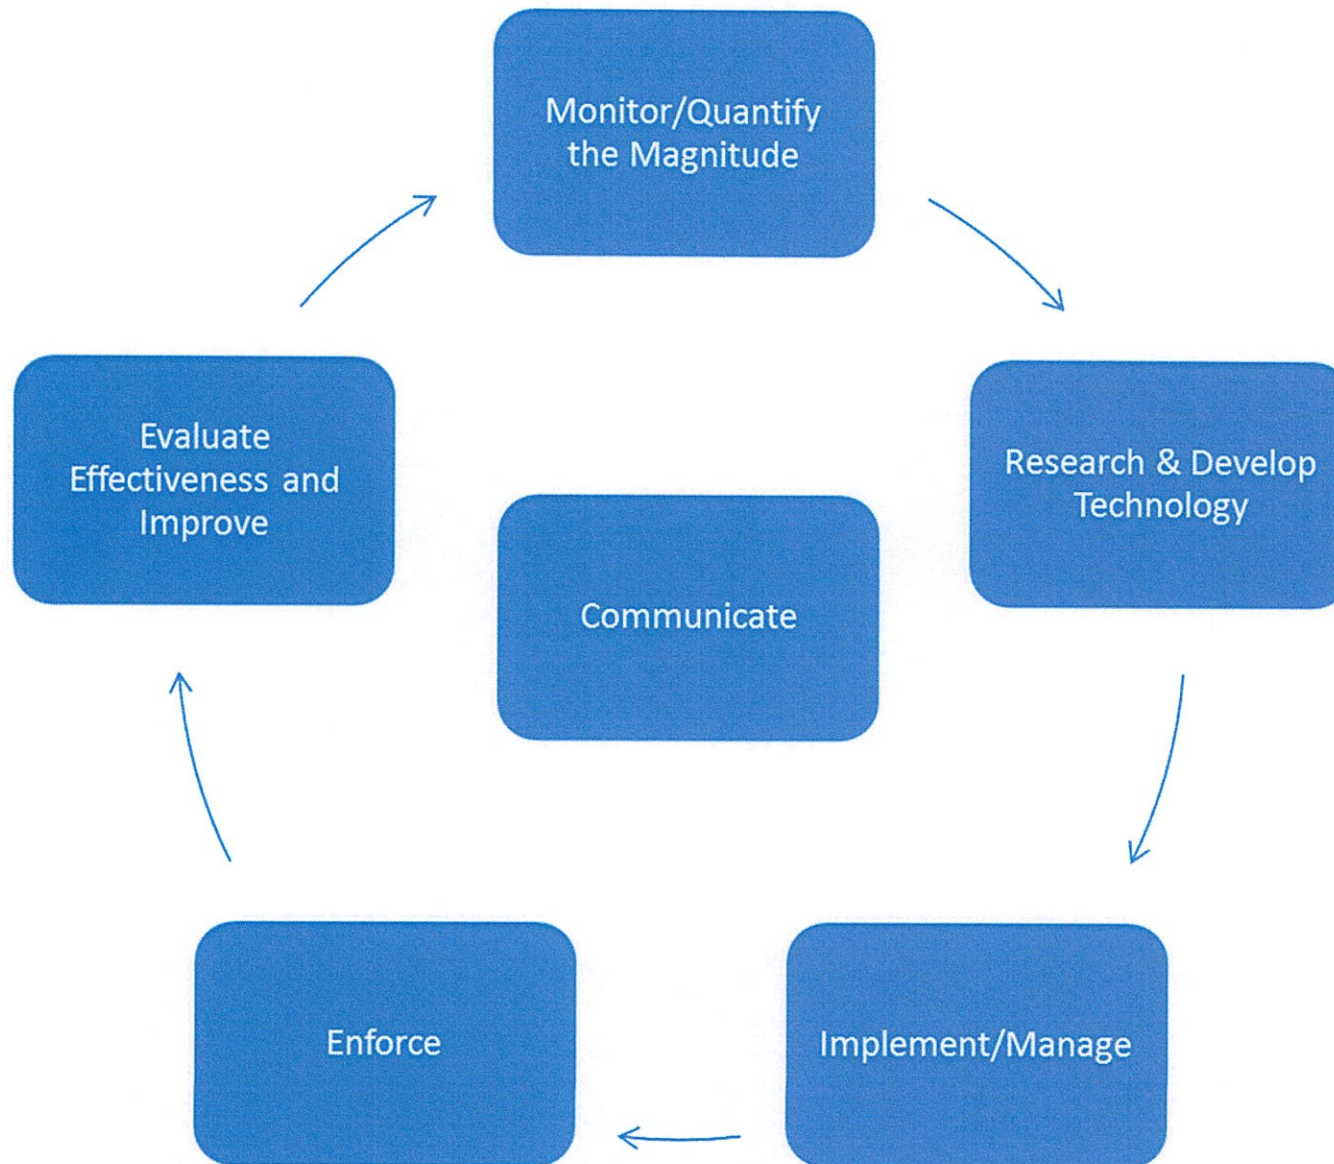 Monitor/Quantify
the Magnitude
Research & Develop
Technology
Implement/Manage
Enforce
Evaluate
Effectiveness and
Improve
Communicate